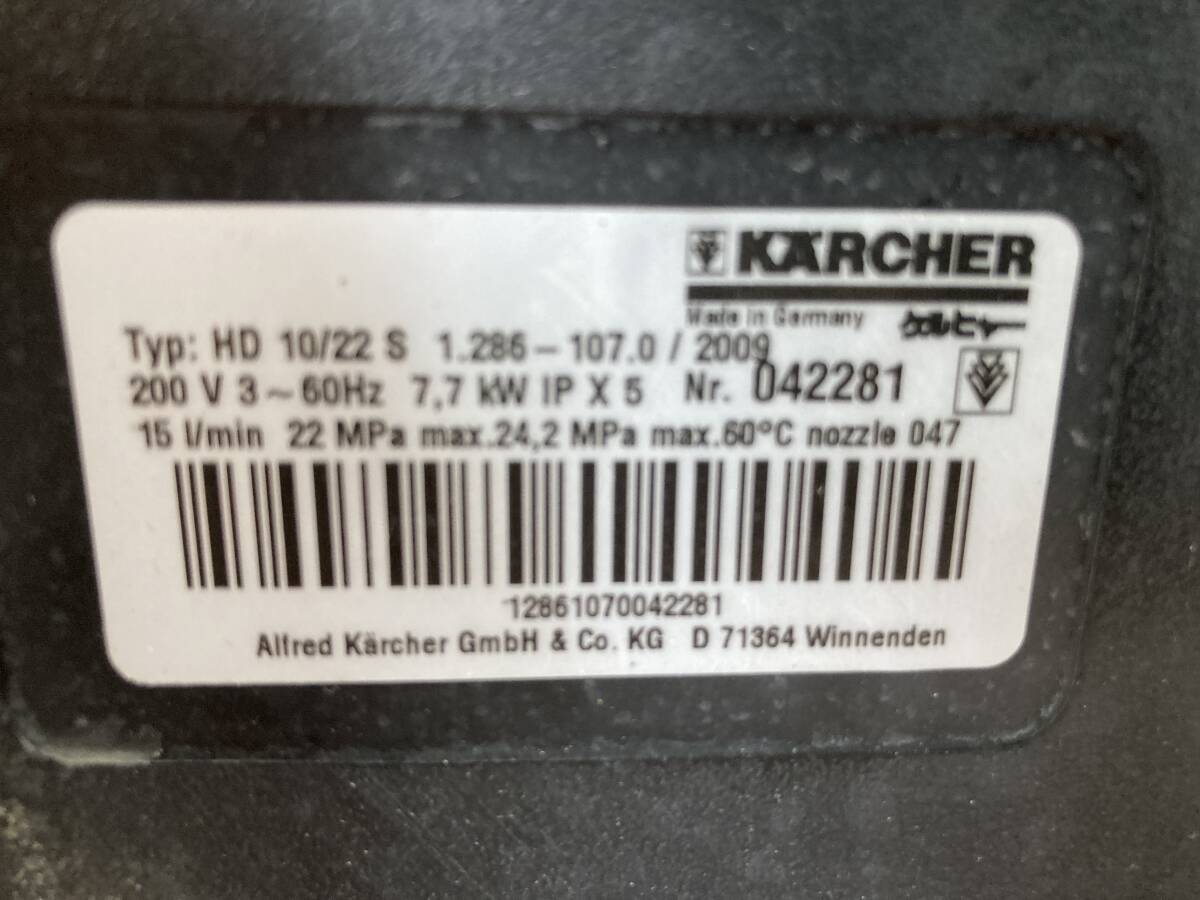 KÄRCHER
Made in Germany ケルヒャー
Typ: HD 10/22 S 1.286-107.0 / 2009
200 V 3~60Hz 7,7 kW IP X 5 Nr. 042281
15 l/min 22 MPa max.24,2 MPa max.60°C nozzle 047
12861070042281
Alfred Kärcher GmbH & Co. KG D 71364 Winnenden